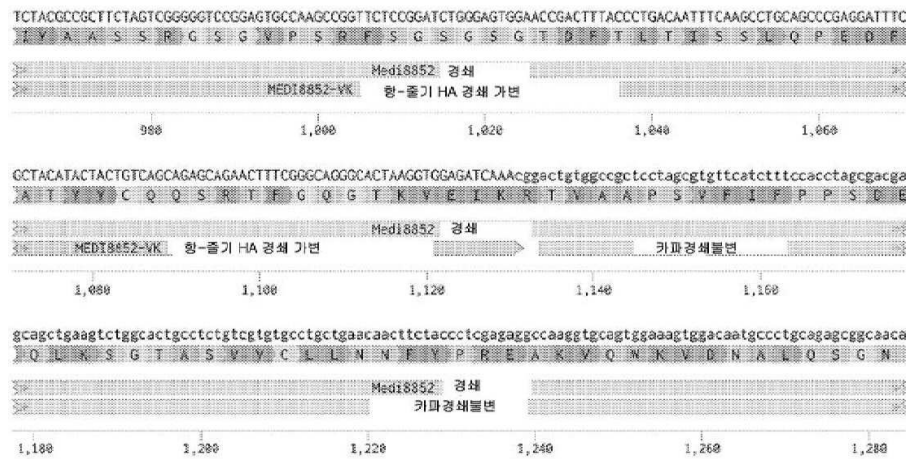 TCTACGCCGCTTCTAGTCGGGGGTCCGGAGTGCCAAGCCGGTTCTCCGGATCTGGGAGTGGAACCGACTTTACCCTGACAATTTCAAGCCTGCAGCCCGAGGATTTC
I Y A A S S R G S G V P S R F S G S G S G T D F T L T I S S L Q P E D F
Medi8852 경쇄
MEDI8852-VK 항-줄기 HA 경쇄 가변
980 1,000 1,020 1,040 1,060
GCTACATACTACTGTCAGCAGAGCAGAACTTTCGGGCAGGGCACTAAGGTGGAGATCAAACggactgtggccgctcctagcgtgttcatctttccacctagcgacga
A T Y Y C Q Q S R T F G Q G T K V E I K R T V A A P S V F I F P P S D E
Medi8852 경쇄
MEDI8852-VK 항-줄기 HA 경쇄 가변 카파경쇄불변
1,080 1,100 1,120 1,140 1,160
gcagctgaagtctggcactgcctctgtcgtgtgcctgctgaacaacttctaccctcgagaggccaaggtgcagtggaaagtggacaatgccctgcagagcggcaaca
Q L K S G T A S V V C L L N N F Y P R E A K V Q W K V D N A L Q S G N
Medi8852 경쇄
카파경쇄불변
1,180 1,200 1,220 1,240 1,260 1,280